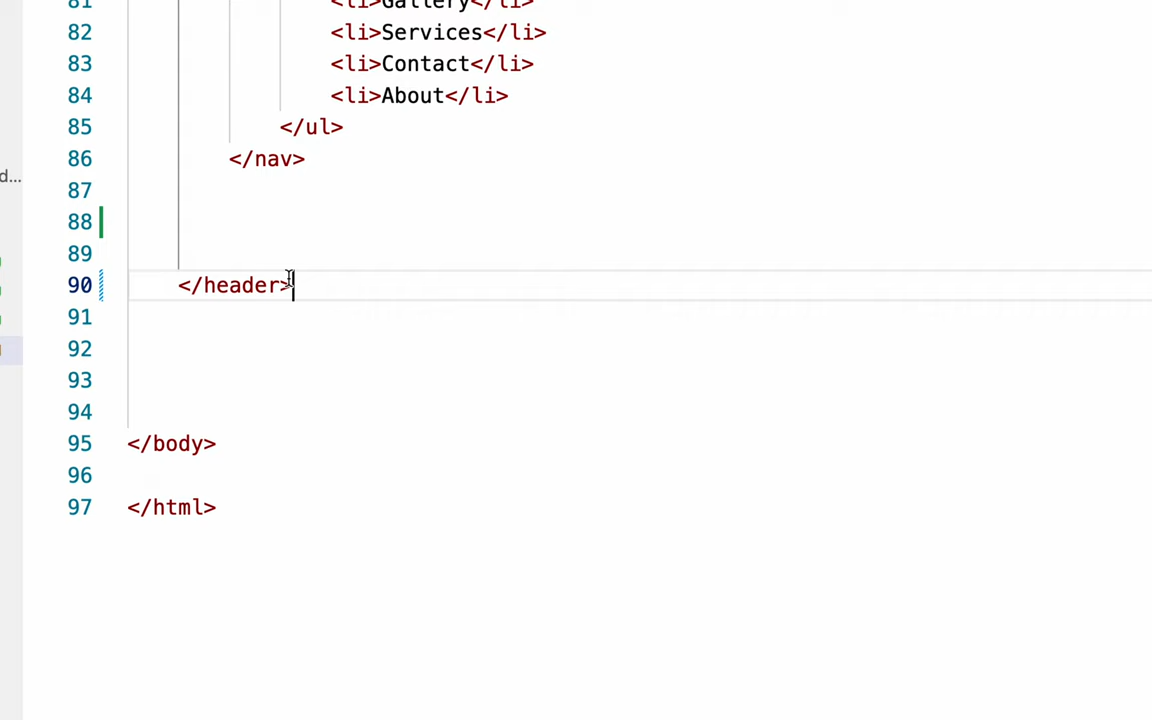 81 <li>Gallery</li>
82 <li>Services</li>
83 <li>Contact</li>
84 <li>About</li>
85 </ul>
86 </nav>
d... 87
88
89
90 </header>
91
92
93
94
95 </body>
96
97 </html>